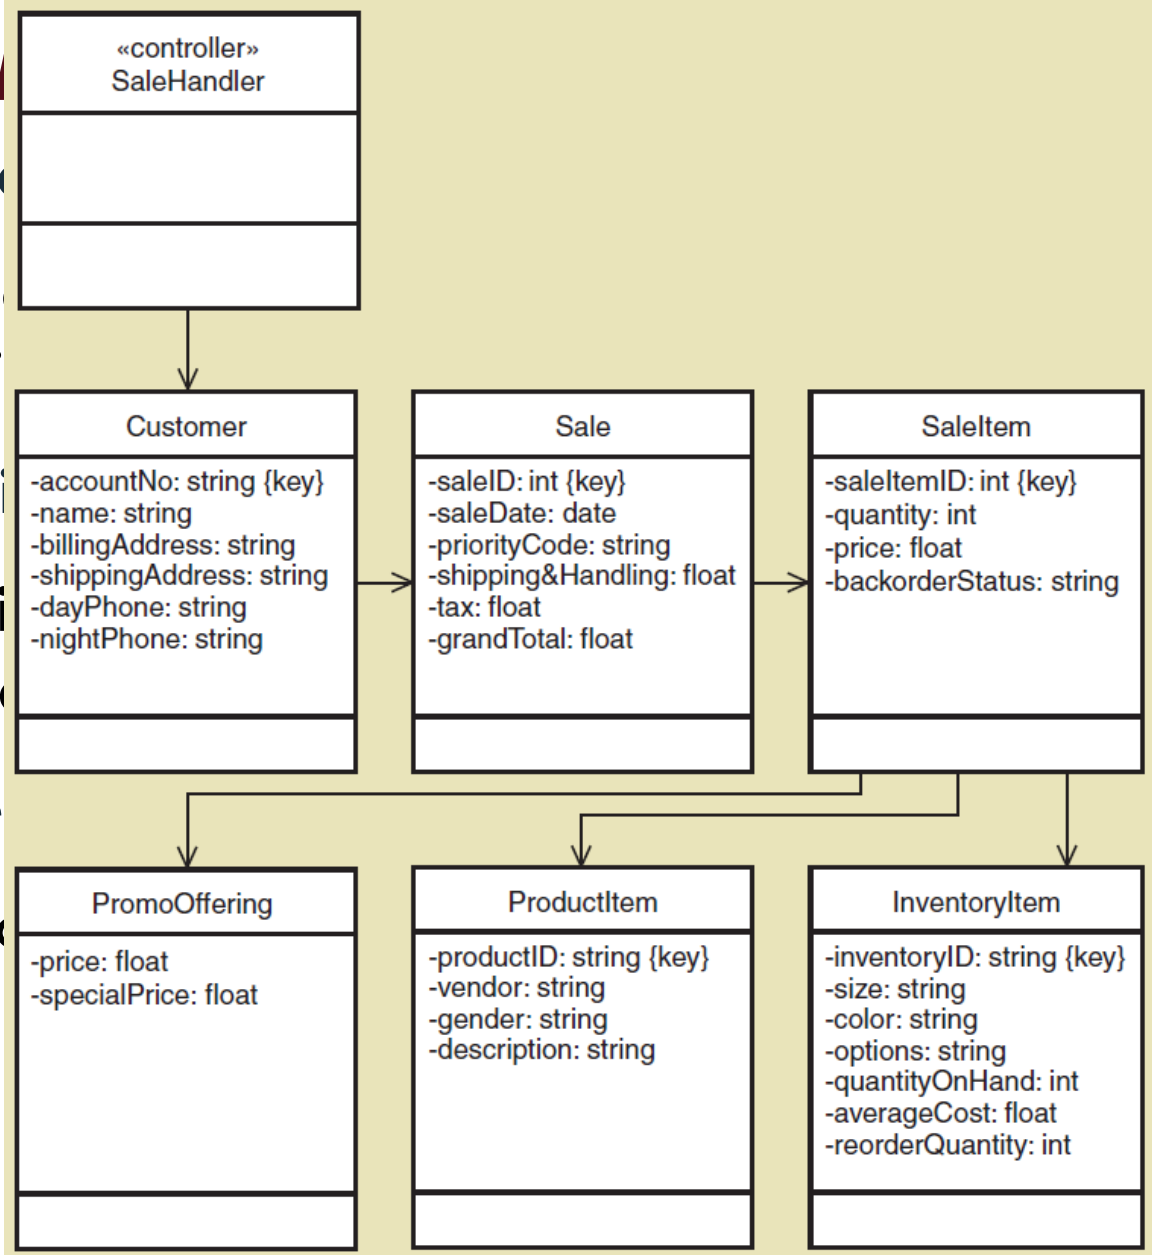 «controller»
SaleHandler
Customer
-accountNo: string {key}
-name: string
-billingAddress: string
-shippingAddress: string
-dayPhone: string
-nightPhone: string
Sale
-saleID: int {key}
-saleDate: date
-priorityCode: string
-shipping&Handling: float
-tax: float
-grandTotal: float
SaleItem
-saleItemID: int {key}
-quantity: int
-price: float
-backorderStatus: string
PromoOffering
-price: float
-specialPrice: float
ProductItem
-productID: string {key}
-vendor: string
-gender: string
-description: string
InventoryItem
-inventoryID: string {key}
-size: string
-color: string
-options: string
-quantityOnHand: int
-averageCost: float
-reorderQuantity: int